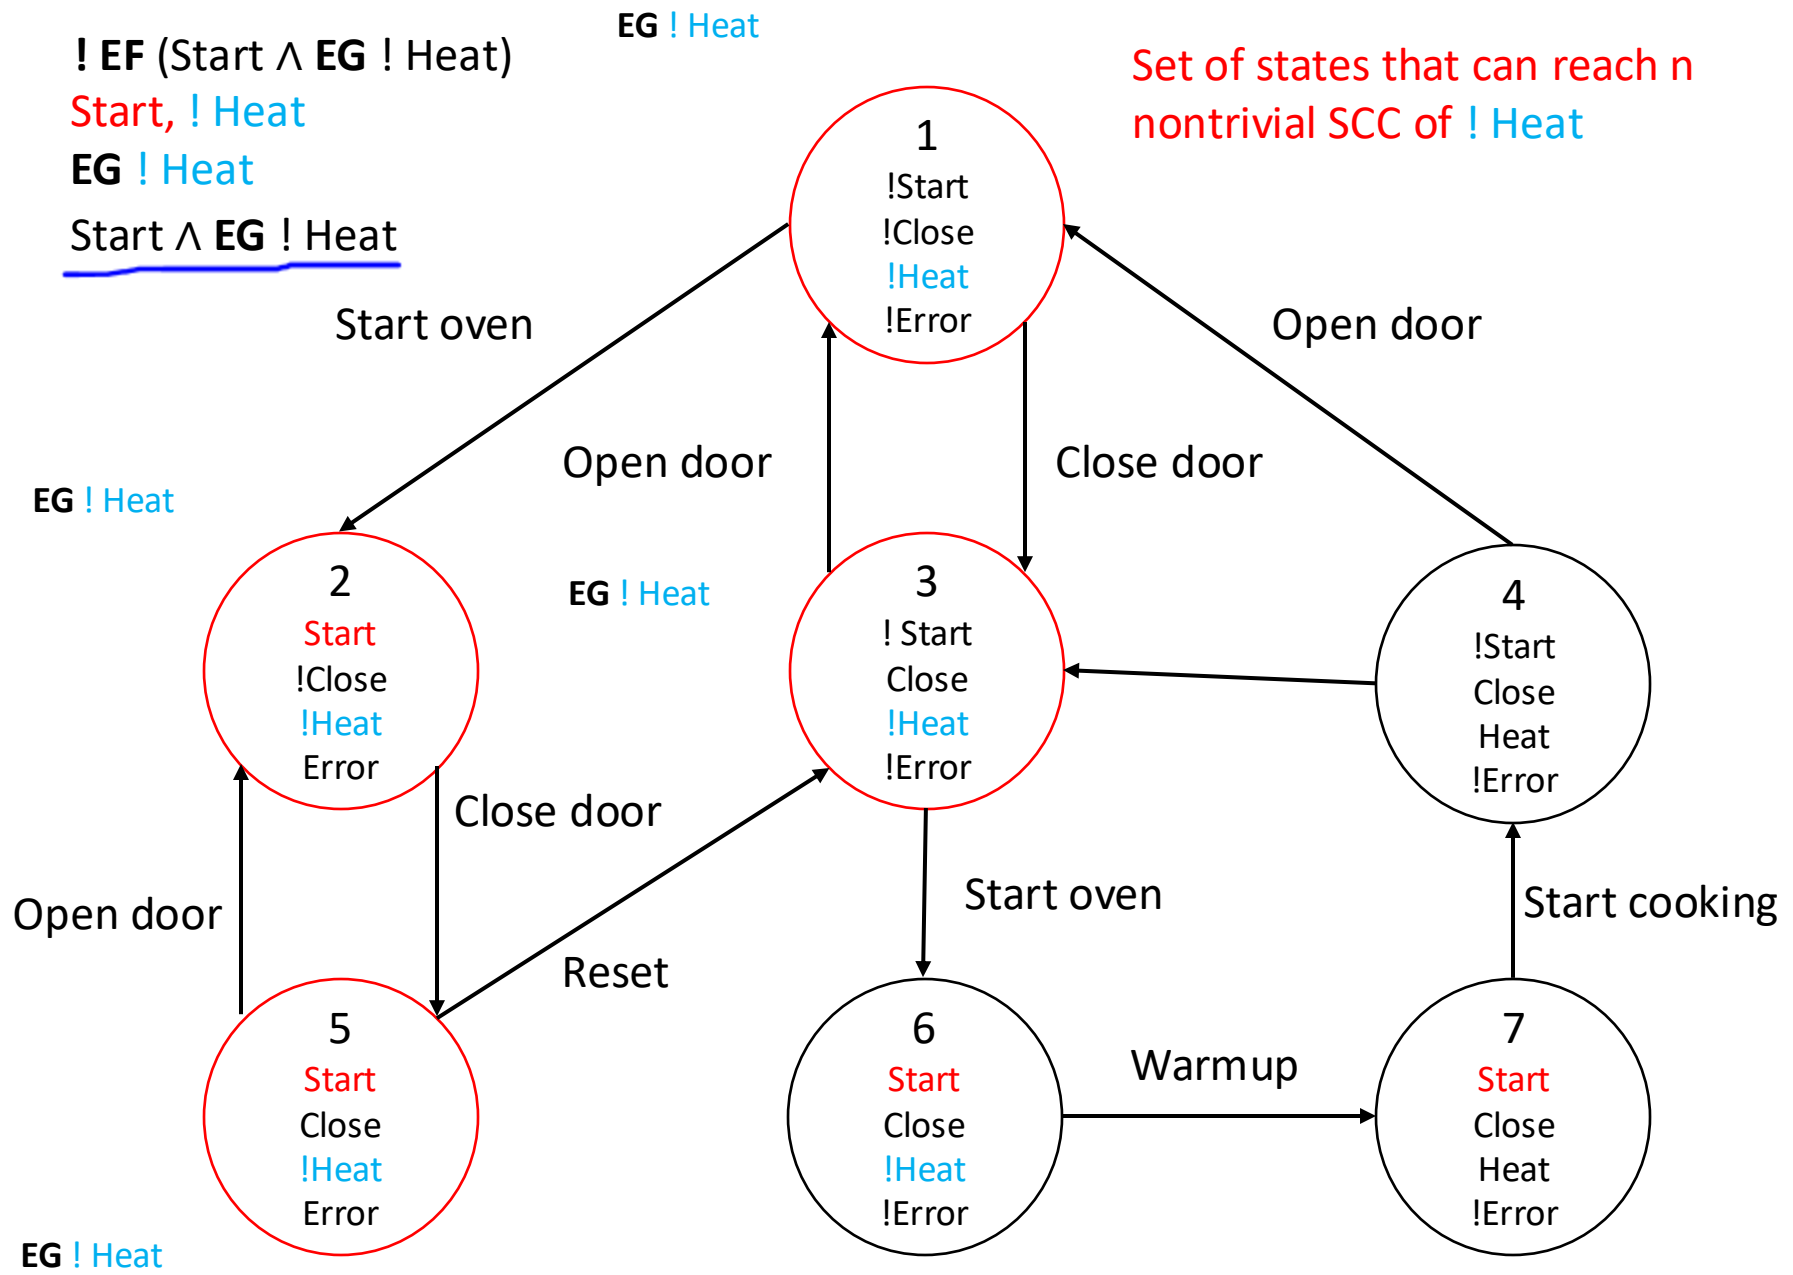 ! EF (Start ∧ EG ! Heat)
Start, ! Heat
EG ! Heat
Start ∧ EG ! Heat
EG ! Heat
Set of states that can reach n
nontrivial SCC of ! Heat
1
!Start
!Close
!Heat
!Error
Start oven
Open door
Open door
Close door
EG ! Heat
2
Start
!Close
!Heat
Error
EG ! Heat
3
! Start
Close
!Heat
!Error
4
!Start
Close
Heat
!Error
Close door
Open door
Reset
Start oven
Start cooking
5
Start
Close
!Heat
Error
6
Start
Close
!Heat
!Error
Warmup
7
Start
Close
Heat
!Error
EG ! Heat